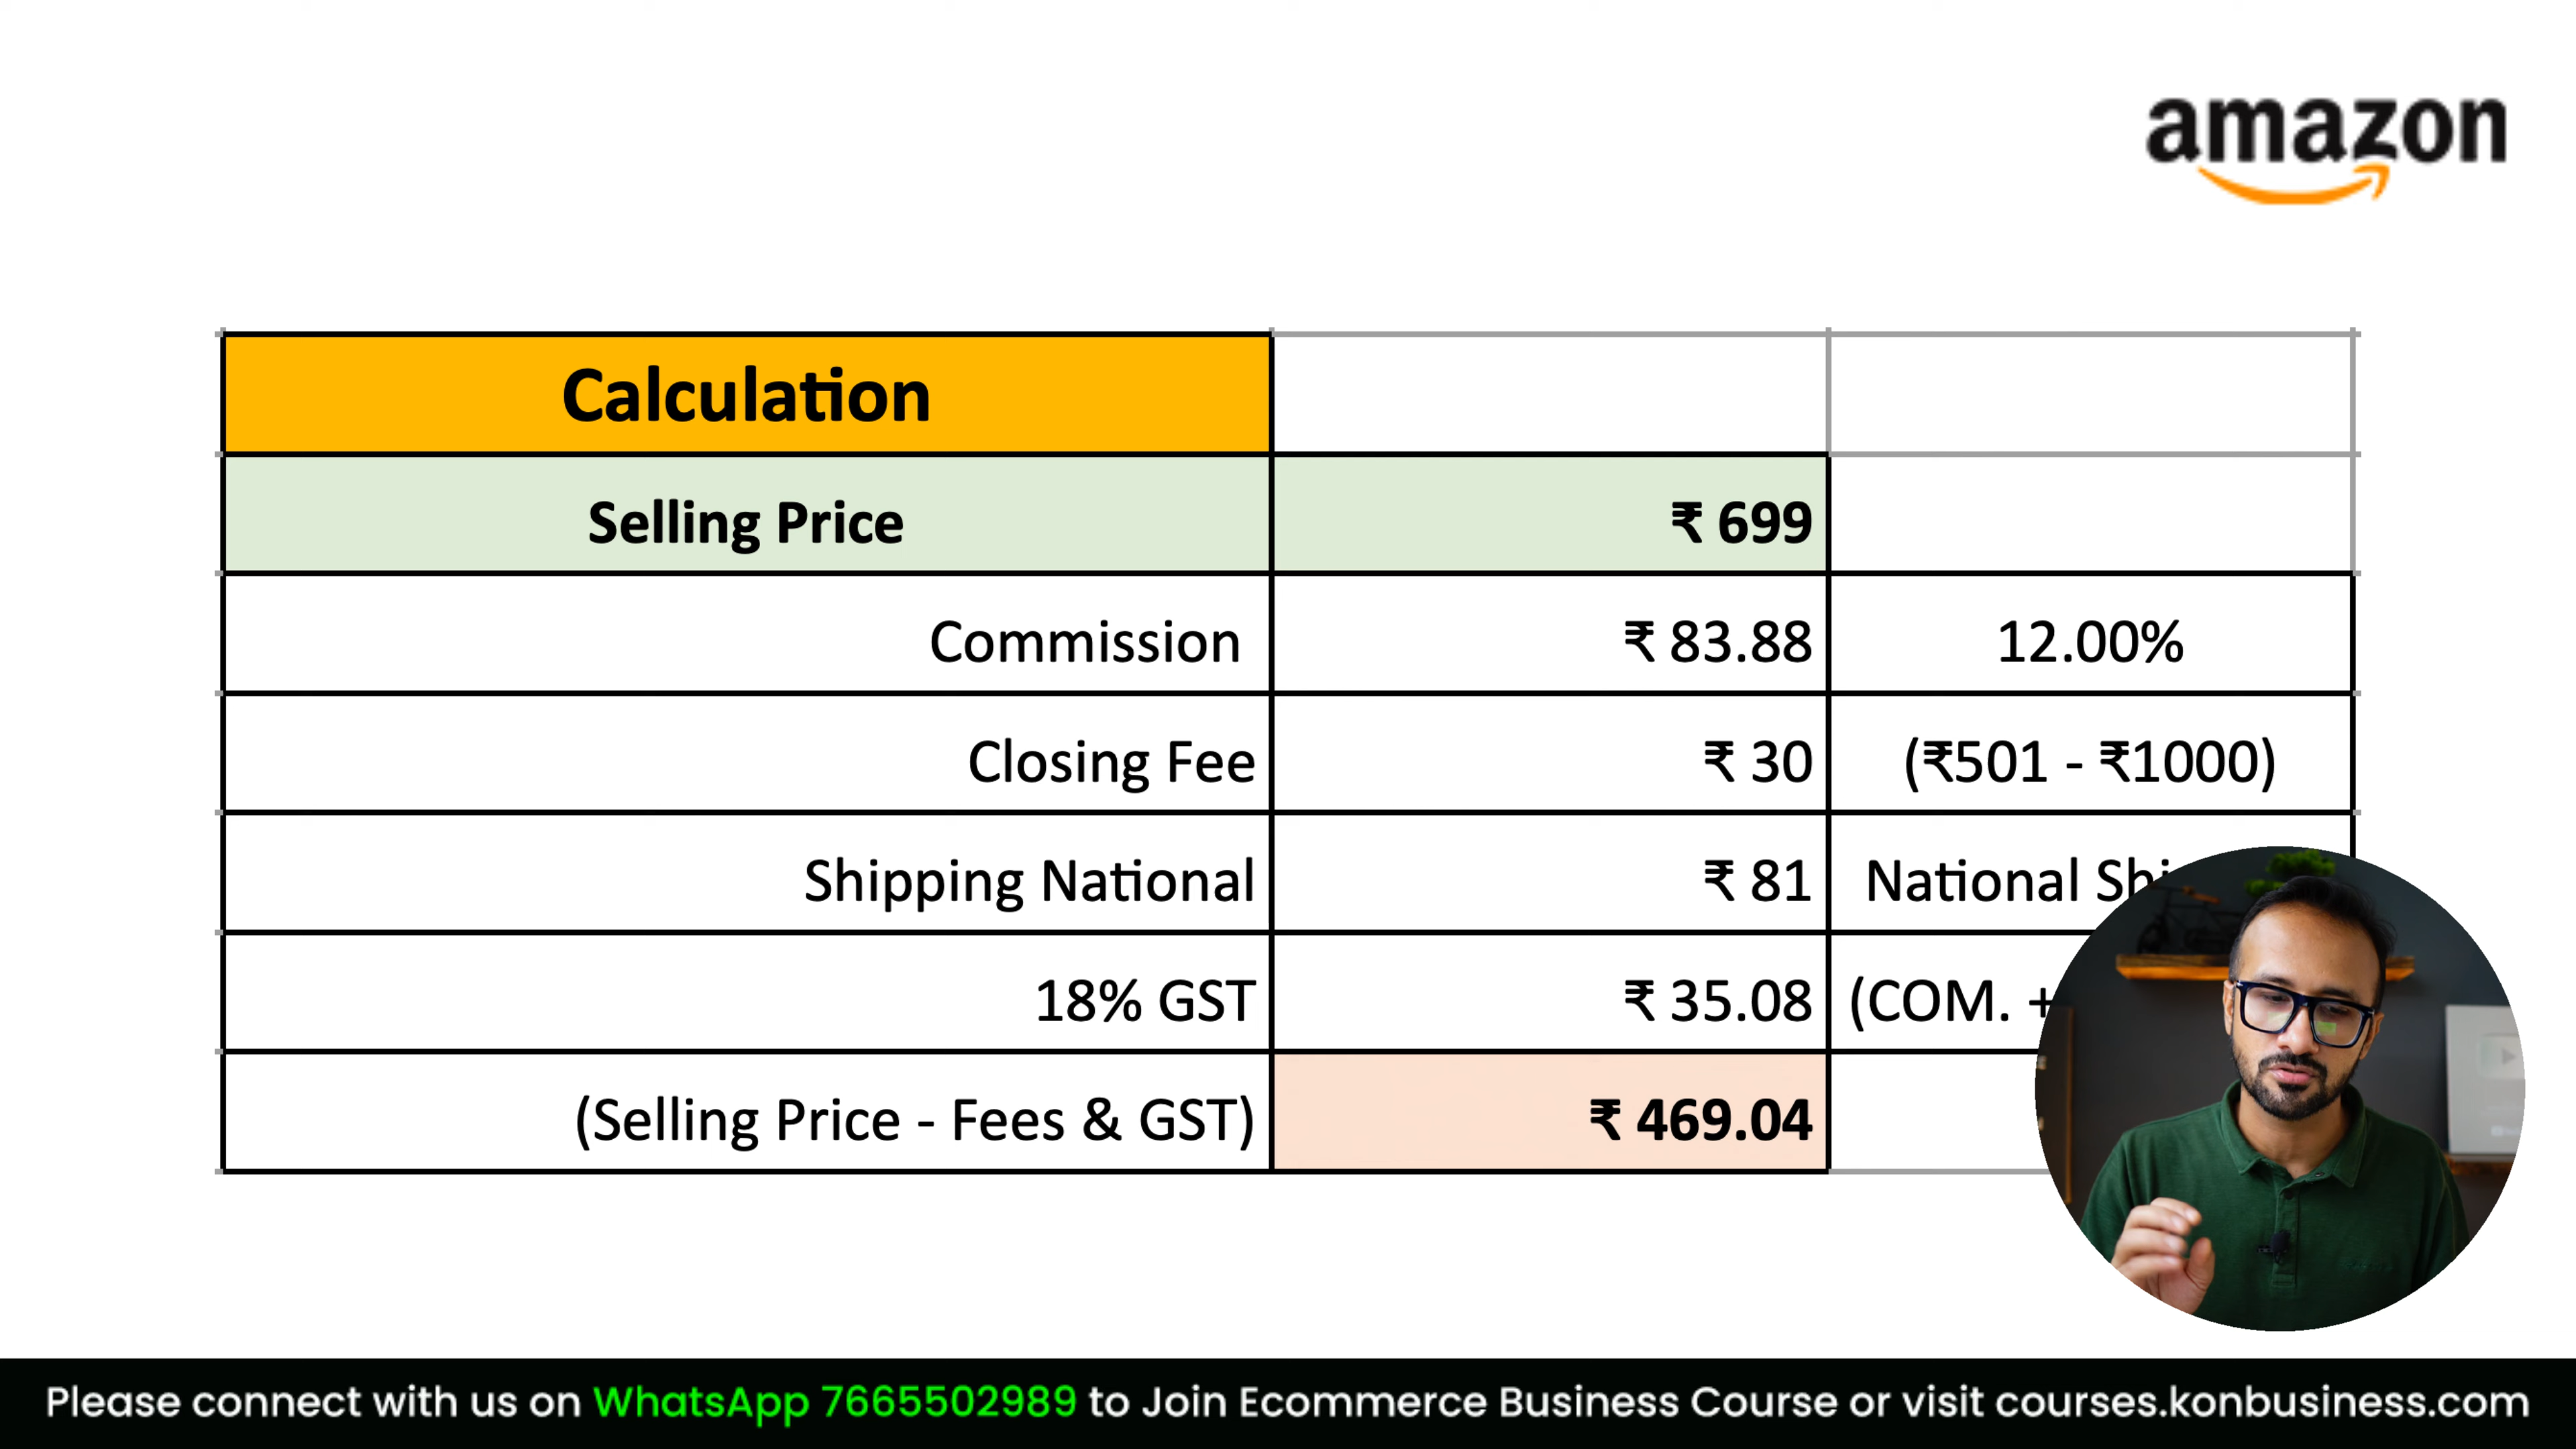 amazon
Calculation
Selling Price ₹ 699
Commission ₹ 83.88 12.00%
Closing Fee ₹ 30 (₹501 - ₹1000)
Shipping National ₹ 81 National
18% GST ₹ 35.08 (COM. +
(Selling Price - Fees & GST) ₹ 469.04
Please connect with us on WhatsApp 7665502989 to Join Ecommerce Business Course or visit courses.konbusiness.com